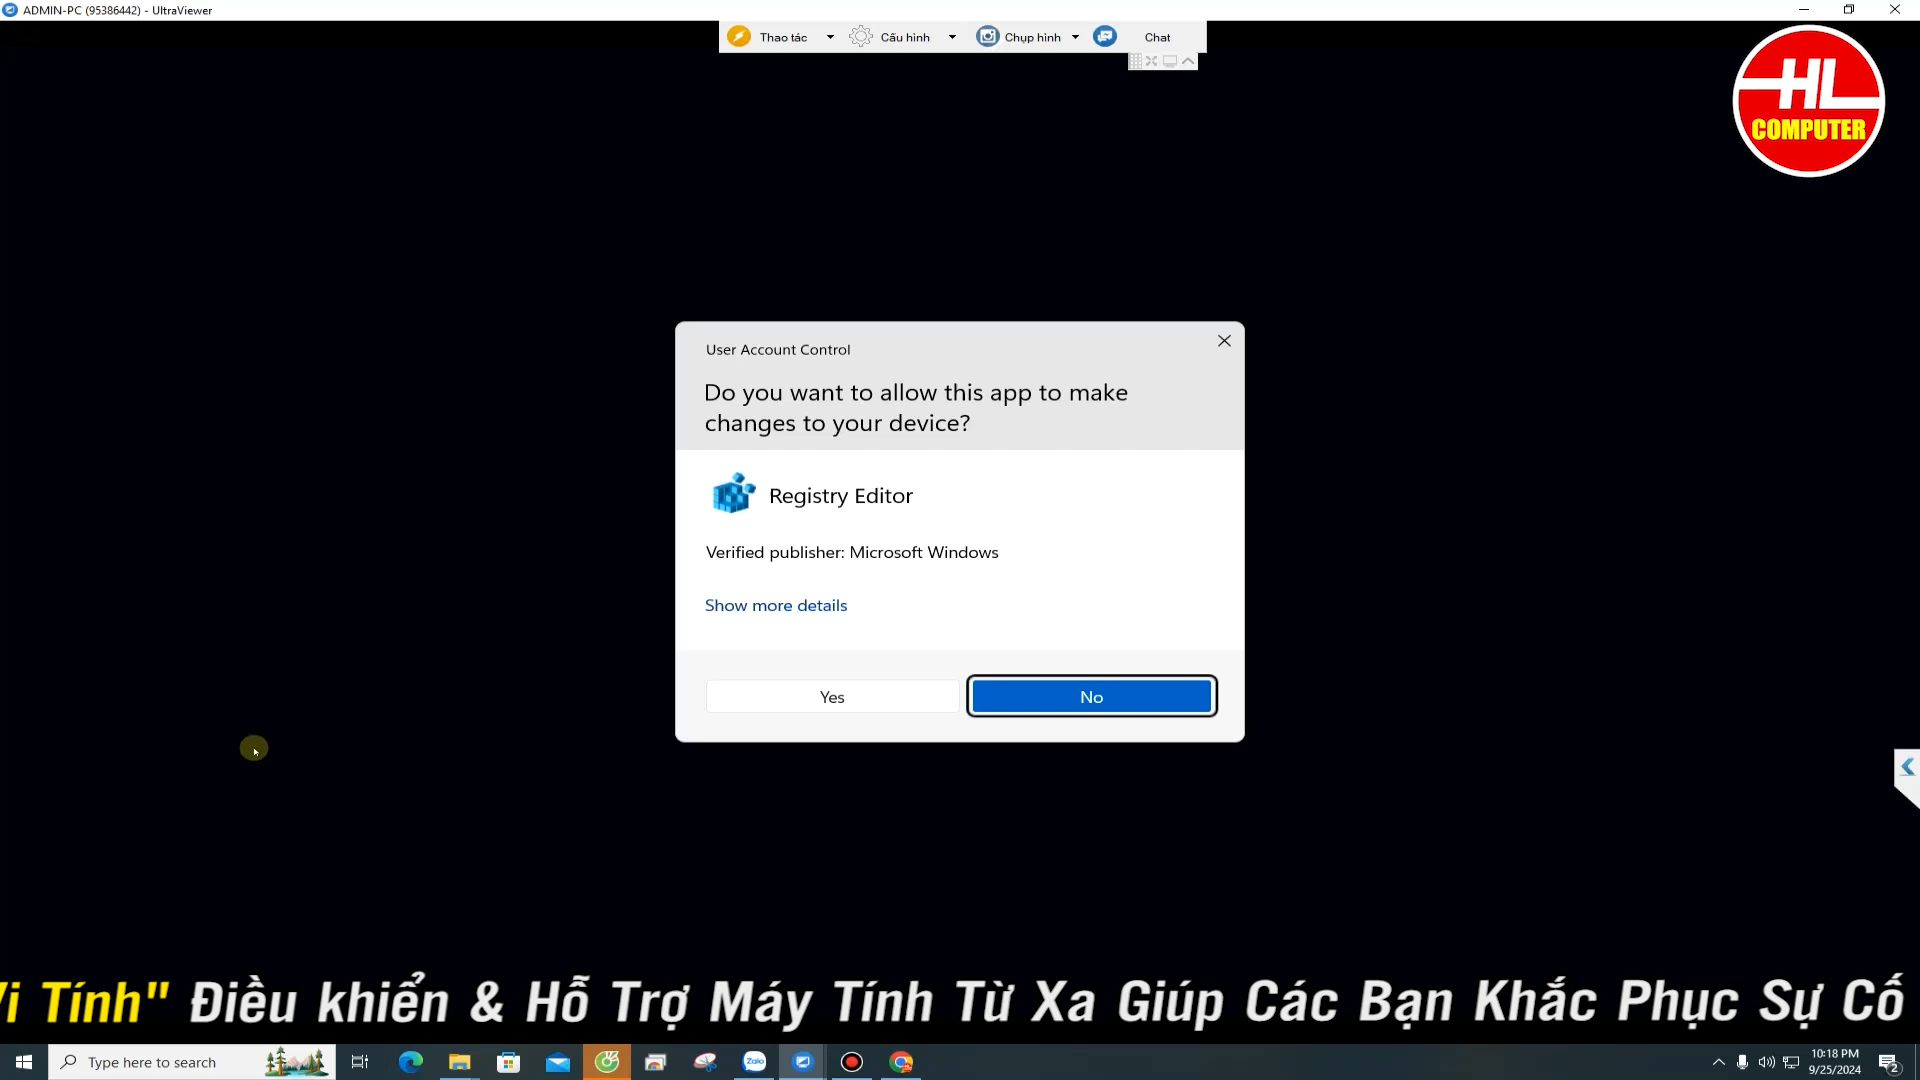 ADMIN-PC (95386442) - UltraViewer
Thao tác
Cấu hình
Chụp hình
Chat
HL
COMPUTER
User Account Control
Do you want to allow this app to make
changes to your device?
Registry Editor
Verified publisher: Microsoft Windows
Show more details
Yes
No
Vi Tính" Điều khiển & Hỗ Trợ Máy Tính Từ Xa Giúp Các Bạn Khắc Phục Sự Cố
Type here to search
Zalo
10:18 PM
9/25/2024
2